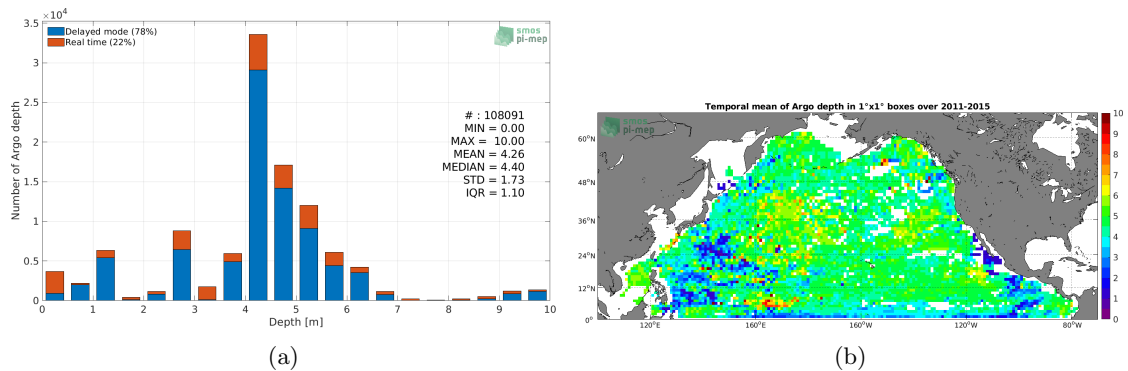 ×10⁴
3.5
3
2.5
2
1.5
1
0.5
0
Number of Argo depth
Delayed mode (78%)
Real time (22%)
smos
pi-mep
# : 108091
MIN = 0.00
MAX = 10.00
MEAN = 4.26
MEDIAN = 4.40
STD = 1.73
IQR = 1.10
0 1 2 3 4 5 6 7 8 9 10
Depth [m]
(a)
Temporal mean of Argo depth in 1°x1° boxes over 2011-2015
smos
pi-mep
60°N
48°N
36°N
24°N
12°N
0°
120°E 160°E 160°W 120°W 80°W
10
9
8
7
6
5
4
3
2
1
0
(b)